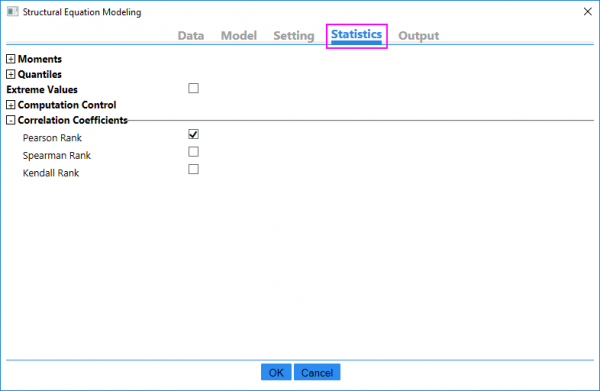 Structural Equation Modeling
Data Model Setting Statistics Output
Moments
Quantiles
Extreme Values
Computation Control
Correlation Coefficients
Pearson Rank
Spearman Rank
Kendall Rank
OK Cancel